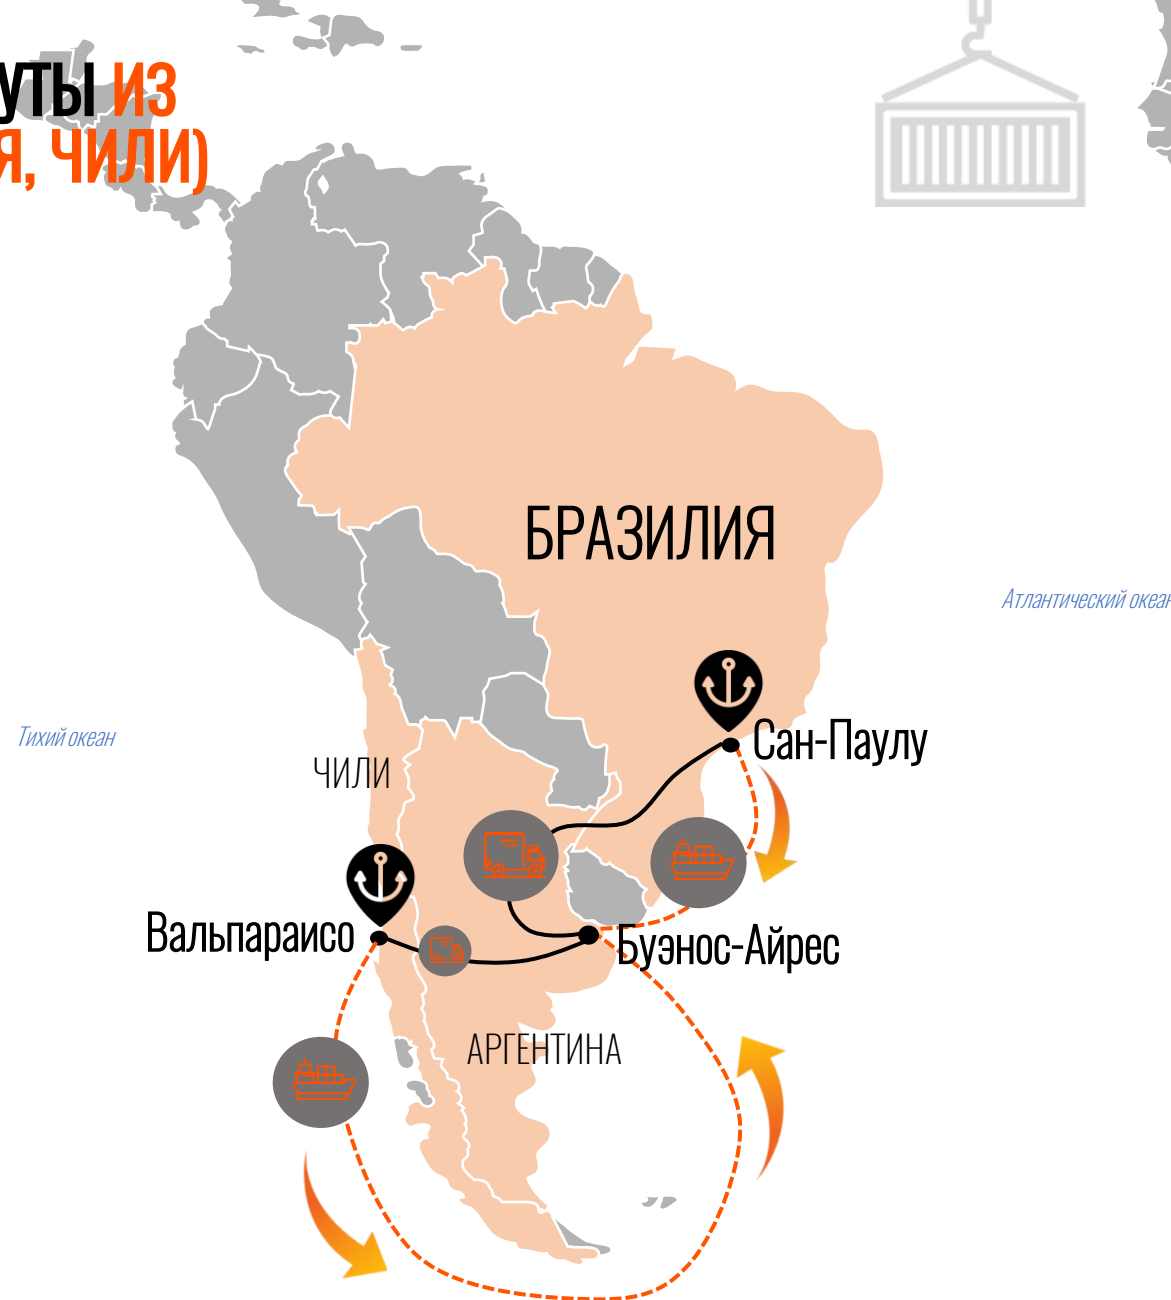 УТЫ ИЗ
Я, ЧИЛИ)
БРАЗИЛИЯ
Атлантический океан
Тихий океан
Сан-Паулу
ЧИЛИ
Вальпараисо
Буэнос-Айрес
АРГЕНТИНА